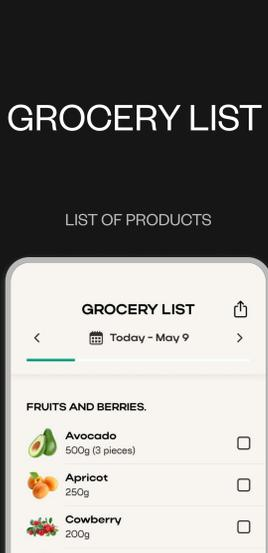 GROCERY LIST
LIST OF PRODUCTS
GROCERY LIST
Today - May 9
FRUITS AND BERRIES.
Avocado
500g (3 pieces)
Apricot
250g
Cowberry
200g